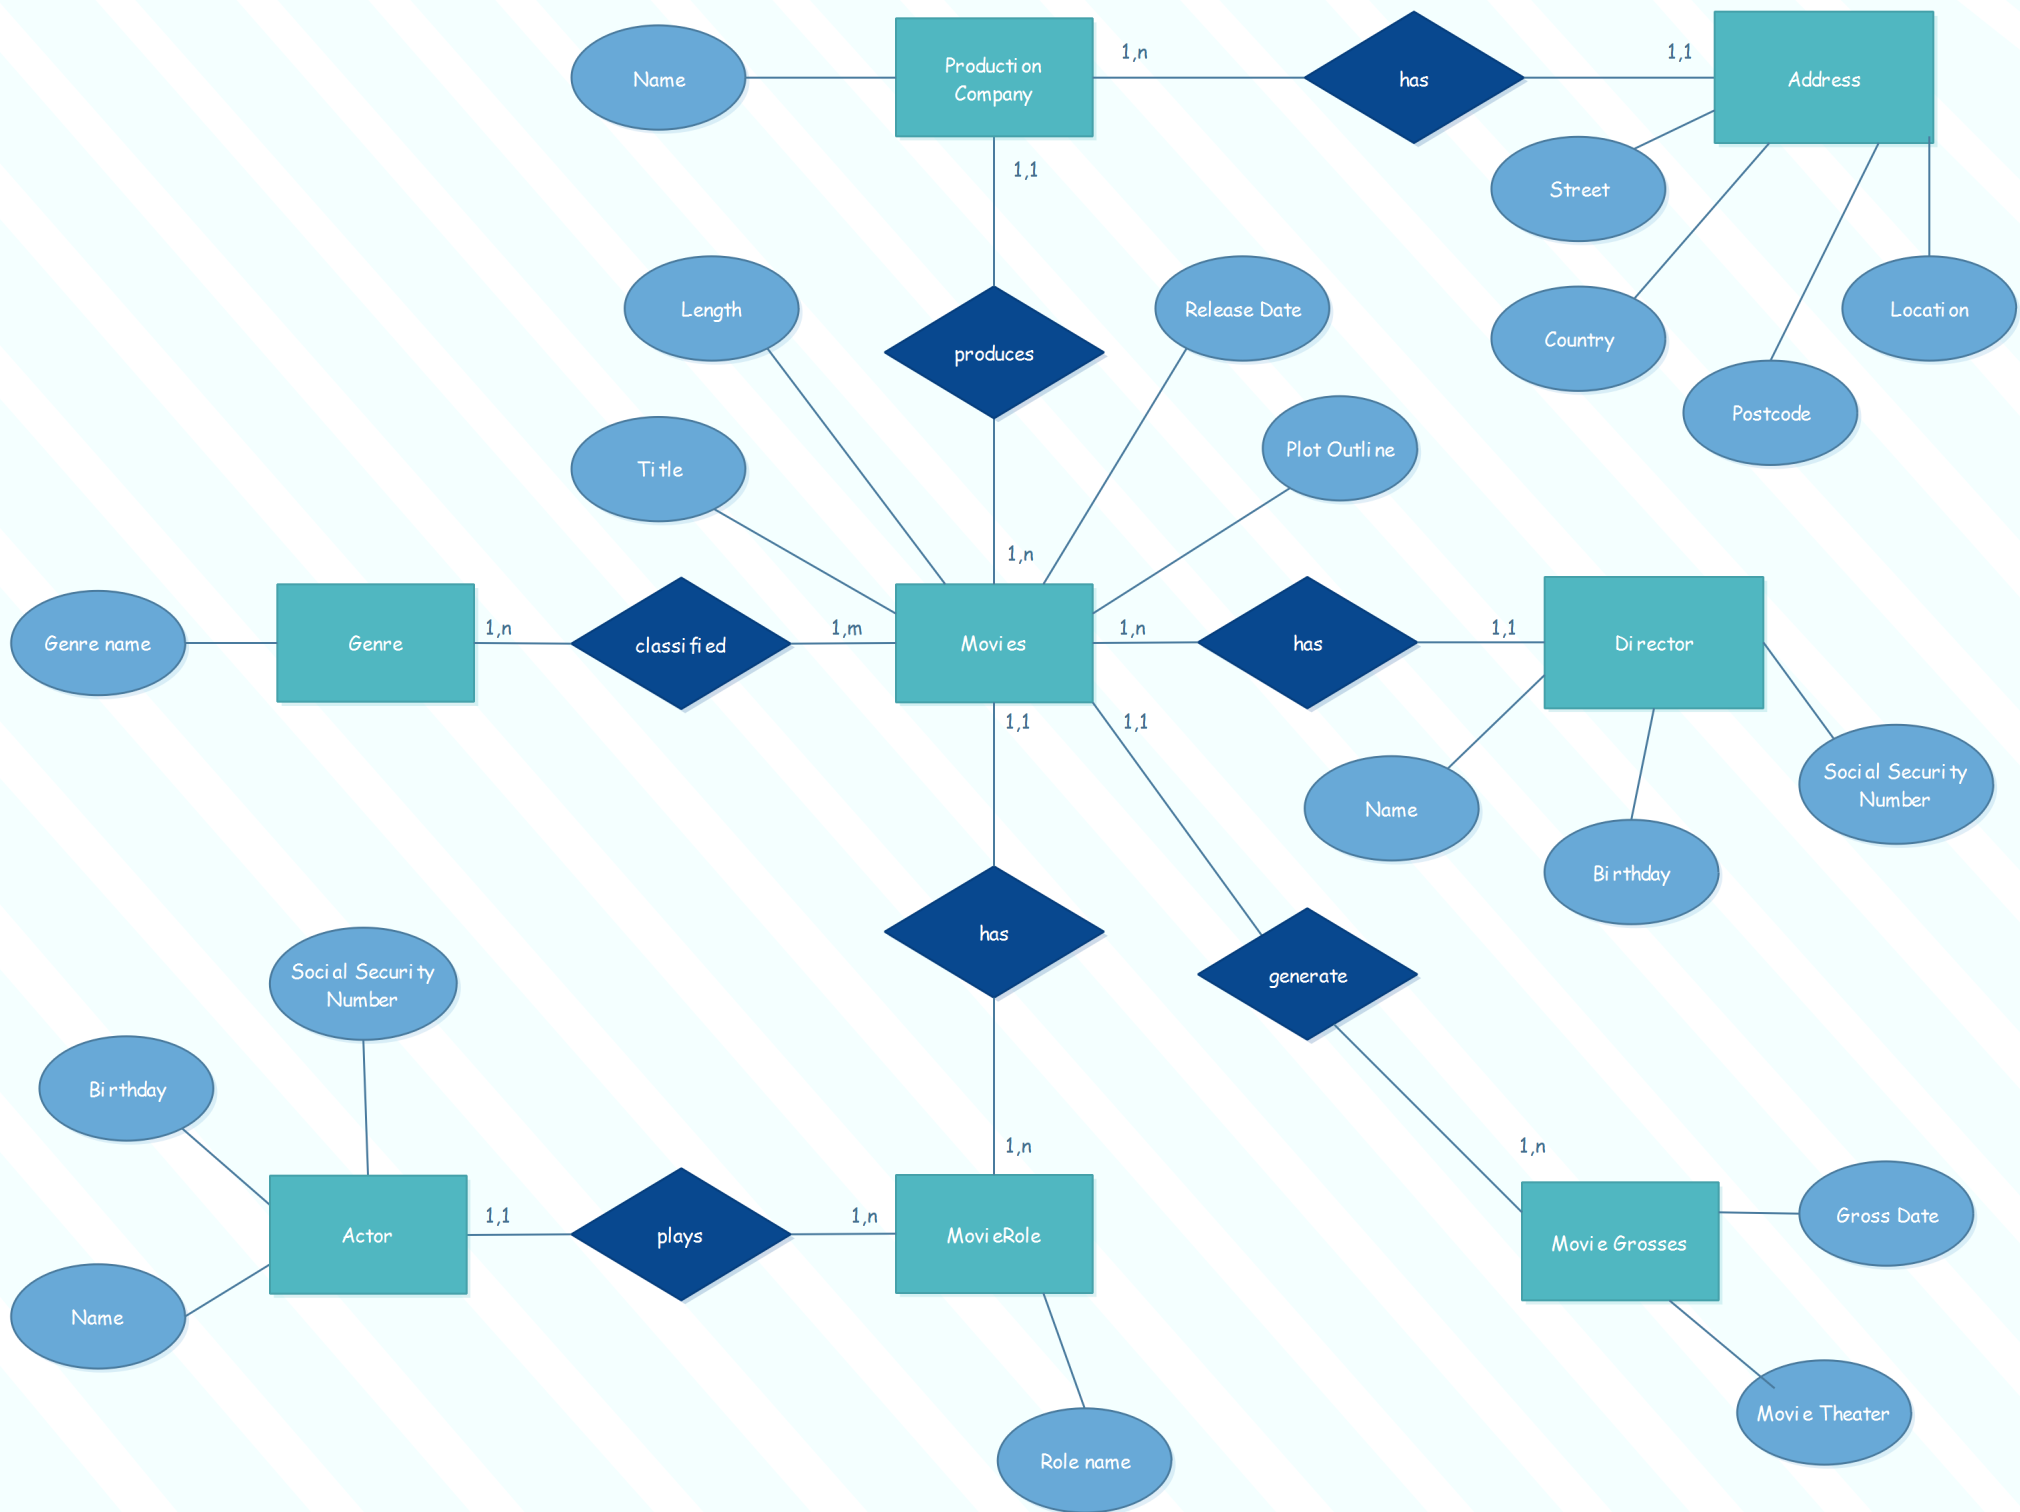 Name
Production
Company
1,n
has
1,1
Address
1,1
Street
Country
Postcode
Location
Length
produces
Release Date
Title
Plot Outline
1,n
Genre name
Genre
1,n
classified
1,m
Movies
1,n
has
1,1
Director
1,1
1,1
Name
Birthday
Social Security
Number
has
generate
Social Security
Number
Birthday
1,n
1,n
Actor
1,1
plays
1,n
MovieRole
Movie Grosses
Gross Date
Name
Role name
Movie Theater